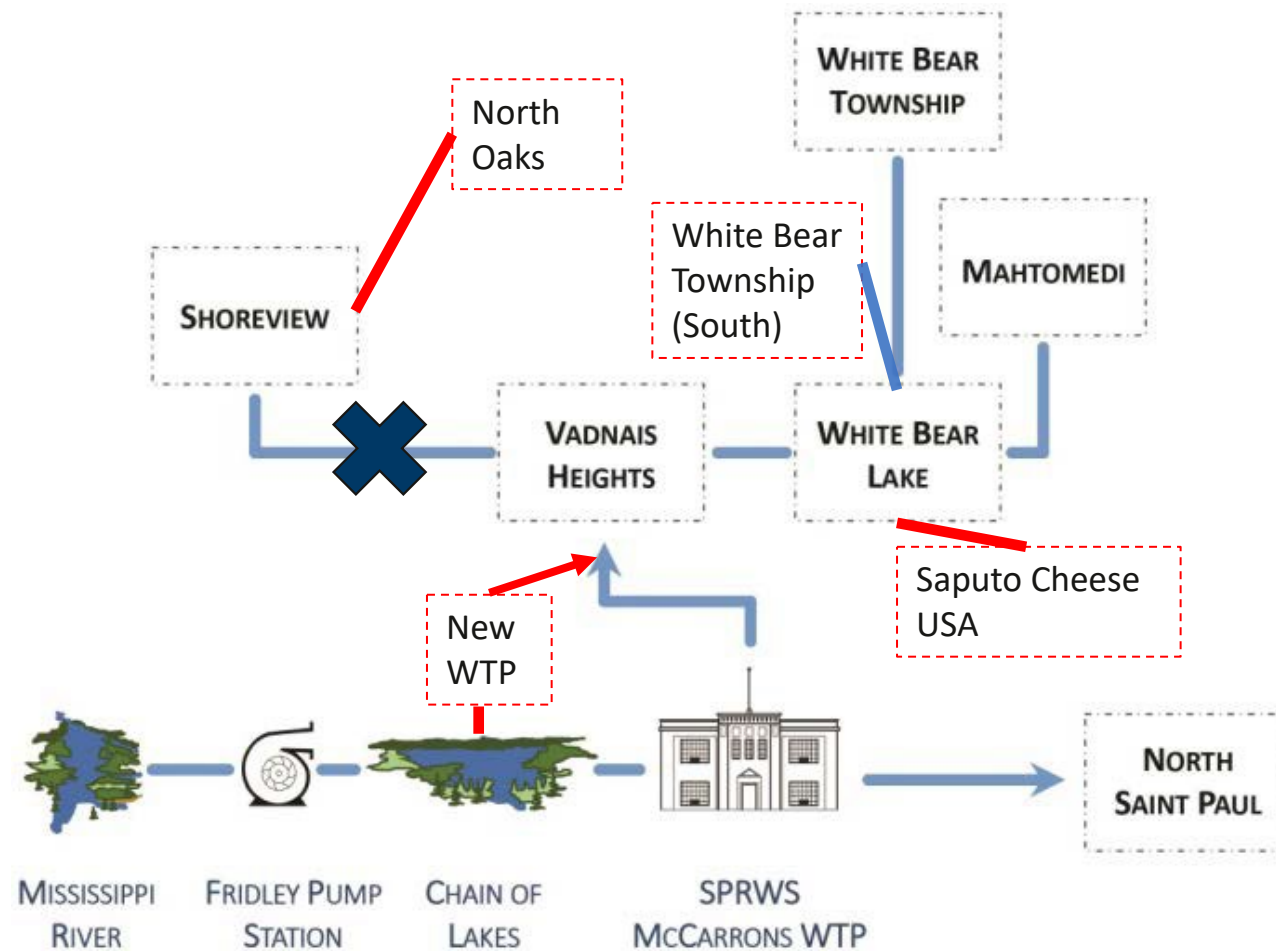 WHITE BEAR
TOWNSHIP
North
Oaks
White Bear
Township
(South)
MAHTOMEDI
SHOREVIEW
VADNAIS
HEIGHTS
WHITE BEAR
LAKE
Saputo Cheese
USA
New
WTP
NORTH
SAINT PAUL
MISSISSIPPI
RIVER
FRIDLEY PUMP
STATION
CHAIN OF
LAKES
SPRWS
MCCARRONS WTP